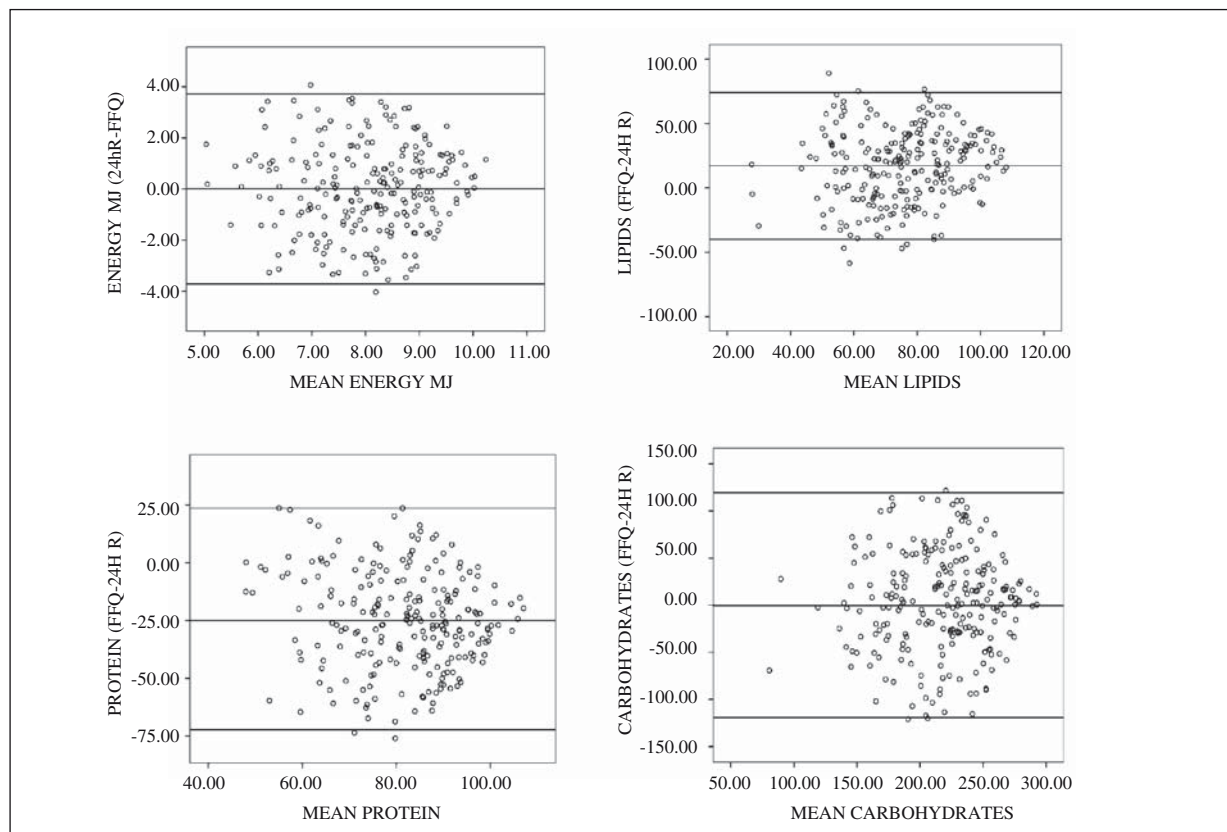 ENERGY MJ (24hR-FFQ)
4.00
2.00
0.00
-2.00
-4.00
5.00 6.00 7.00 8.00 9.00 10.00 11.00
MEAN ENERGY MJ
LIPIDS (FFQ-24H R)
100.00
50.00
0.00
-50.00
-100.00
20.00 40.00 60.00 80.00 100.00 120.00
MEAN LIPIDS
PROTEIN (FFQ-24H R)
25.00
0.00
-25.00
-50.00
-75.00
40.00 60.00 80.00 100.00
MEAN PROTEIN
CARBOHYDRATES (FFQ-24H R)
150.00
100.00
50.00
0.00
-50.00
-100.00
-150.00
50.00 100.00 150.00 200.00 250.00 300.00
MEAN CARBOHYDRATES